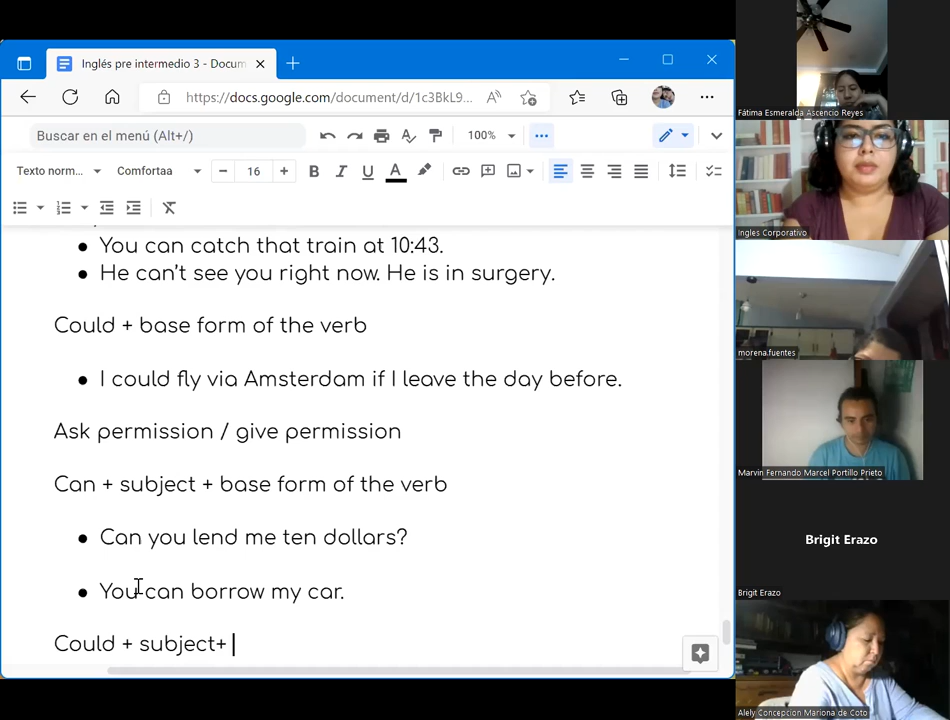 Inglés pre intermedio 3 - Docum
https://docs.google.com/document/d/1c3BkL9...
Buscar en el menú (Alt+/)
100%
Texto norm...
Comfortaa
16
You can catch that train at 10:43.
He can't see you right now. He is in surgery.
Could + base form of the verb
I could fly via Amsterdam if I leave the day before.
Ask permission / give permission
Can + subject + base form of the verb
Can you lend me ten dollars?
You can borrow my car.
Could + subject+
Fátima Esmeralda Ascencio Reyes
Ingles Corporativo
morena.fuentes
Marvin Fernando Marcel Portillo Prieto
Brigit Erazo
Brigit Erazo
Alely Concepcion Mariona de Coto